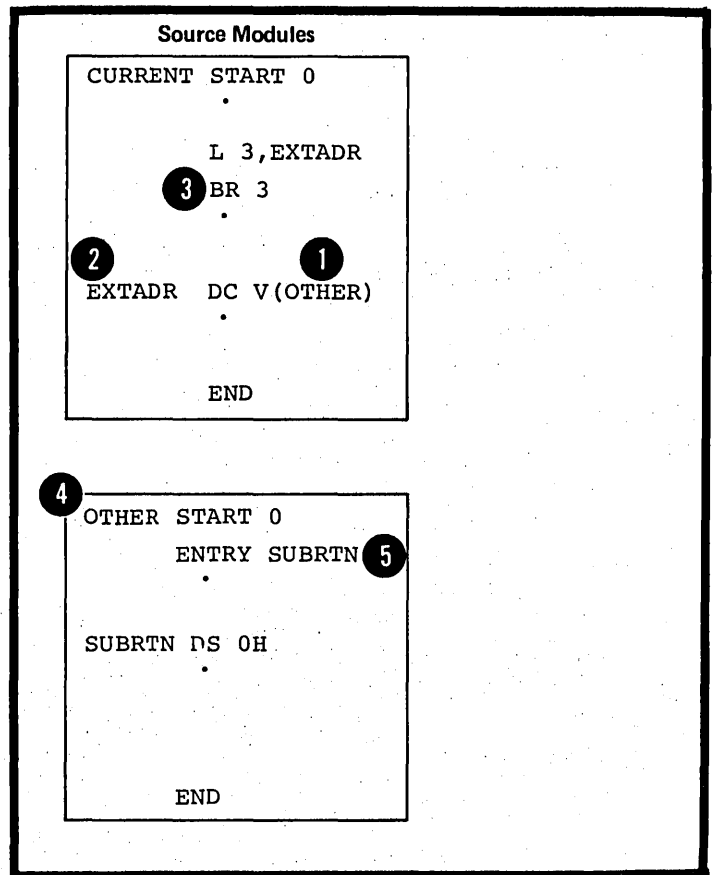 Source Modules
CURRENT START 0
L 3,EXTADR
3 BR 3
2 1
EXTADR DC V(OTHER)
END
4
OTHER START 0
ENTRY SUBRTN 5
SUBRTN DS 0H
END